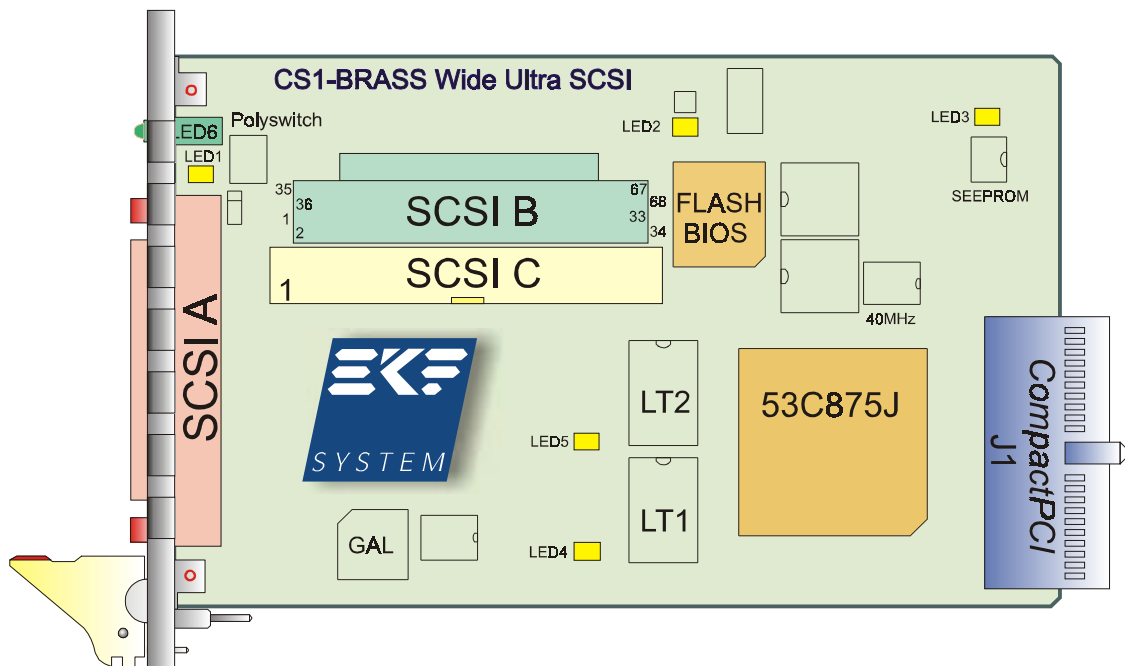 CS1-BRASS Wide Ultra SCSI
LED6
Polyswitch
LED1
LED2
LED3
SEEPROM
35
36
1
2
SCSI B
67
68
33
34
FLASH
BIOS
1
SCSI C
40MHz
SCSI A
EKF
SYSTEM
LT2
LED5
53C875J
CompactPCI
J1
LT1
LED4
GAL